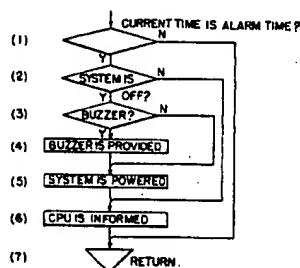 CURRENT TIME IS ALARM TIME?
(1) N
Y
(2) SYSTEM IS N
Y OFF?
(3) BUZZER? N
Y
(4) BUZZER IS PROVIDED
(5) SYSTEM IS POWERED
(6) CPU IS INFORMED
(7) RETURN.